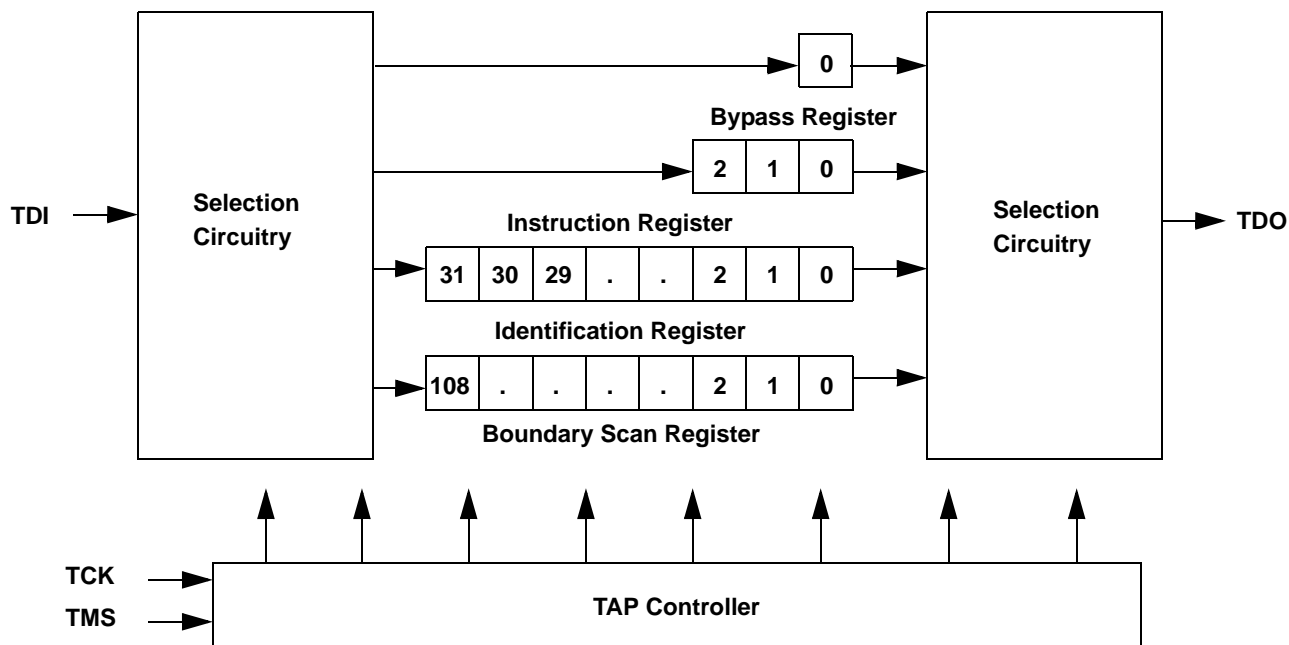 0
Bypass Register
2 1 0
TDI
Selection
Circuitry
Selection
Circuitry
TDO
Instruction Register
31 30 29 . . 2 1 0
Identification Register
108 . . . . 2 1 0
Boundary Scan Register
TCK
TMS
TAP Controller